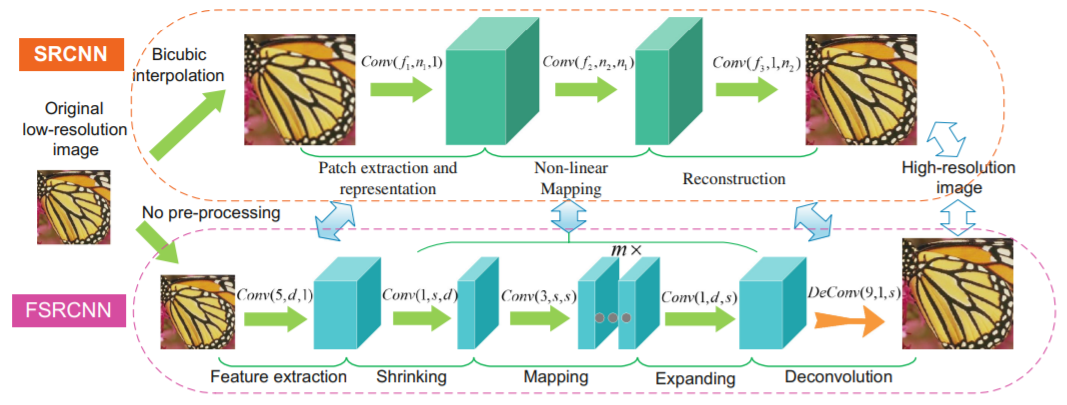 SRCNN
Bicubic
interpolation
Original
low-resolution
image
Conv(f₁,n₁,1)
Conv(f₂,n₂,n₁)
Conv(f₃,1,n₂)
Patch extraction and
representation
Non-linear
Mapping
Reconstruction
High-resolution
image
No pre-processing
FSRCNN
m×
Conv(5,d,1)
Conv(1,s,d)
Conv(3,s,s)
Conv(1,d,s)
DeConv(9,1,s)
Feature extraction
Shrinking
Mapping
Expanding
Deconvolution